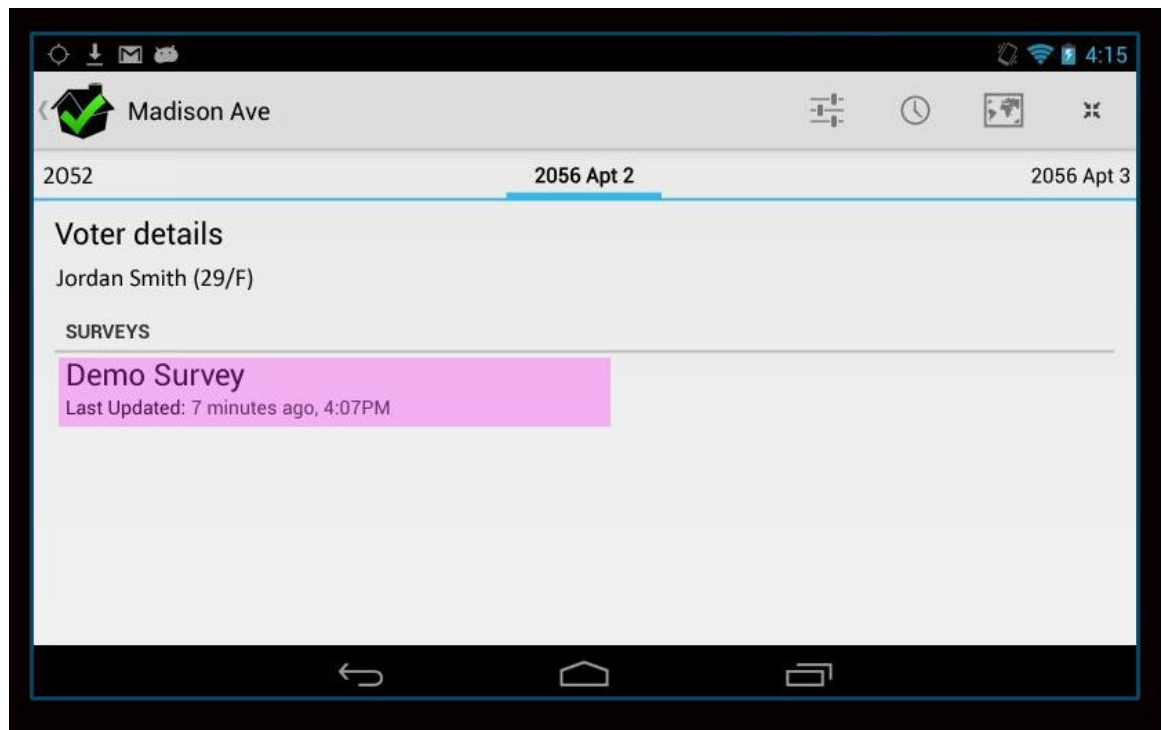 4:15
Madison Ave
2052
2056 Apt 2
2056 Apt 3
Voter details
Jordan Smith (29/F)
SURVEYS
Demo Survey
Last Updated: 7 minutes ago, 4:07PM